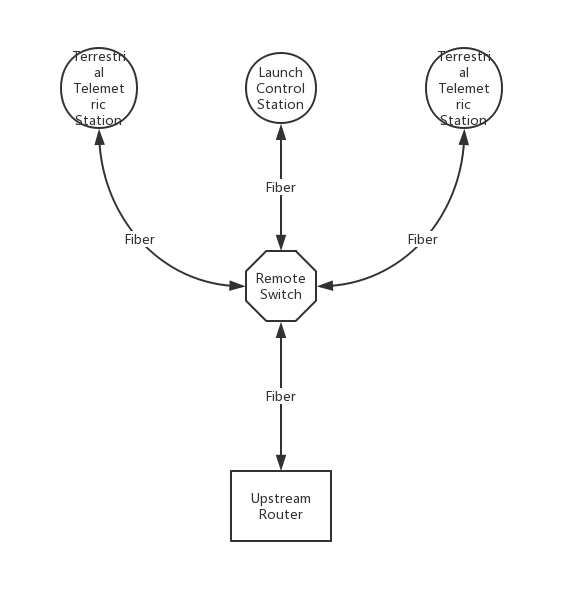 Terrestri
al
Telemet
ric
Station
Launch
Control
Station
Terrestri
al
Telemet
ric
Station
Fiber
Fiber
Fiber
Remote
Switch
Fiber
Upstream
Router